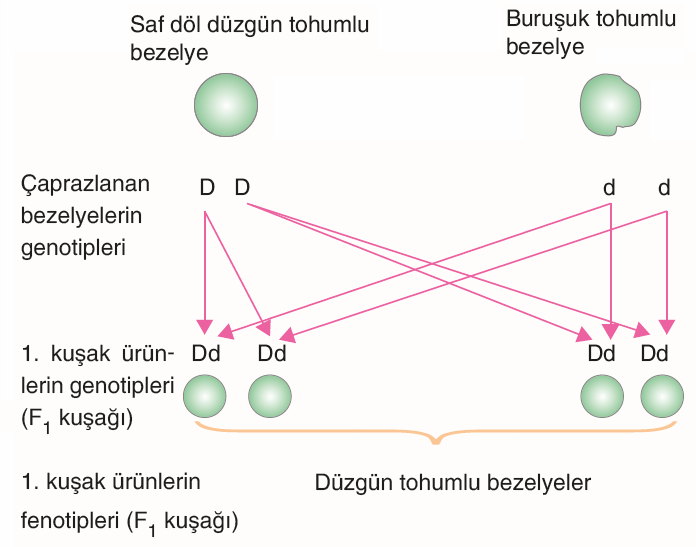 Saf döl düzgün tohumlu
bezelye
Buruşuk tohumlu
bezelye
Çaprazlanan
bezelyelerin
genotipleri
D D d d
1. kuşak ürün-
lerin genotipleri
(F1 kuşağı)
Dd Dd Dd Dd
1. kuşak ürünlerin
fenotipleri (F1 kuşağı)
Düzgün tohumlu bezelyeler